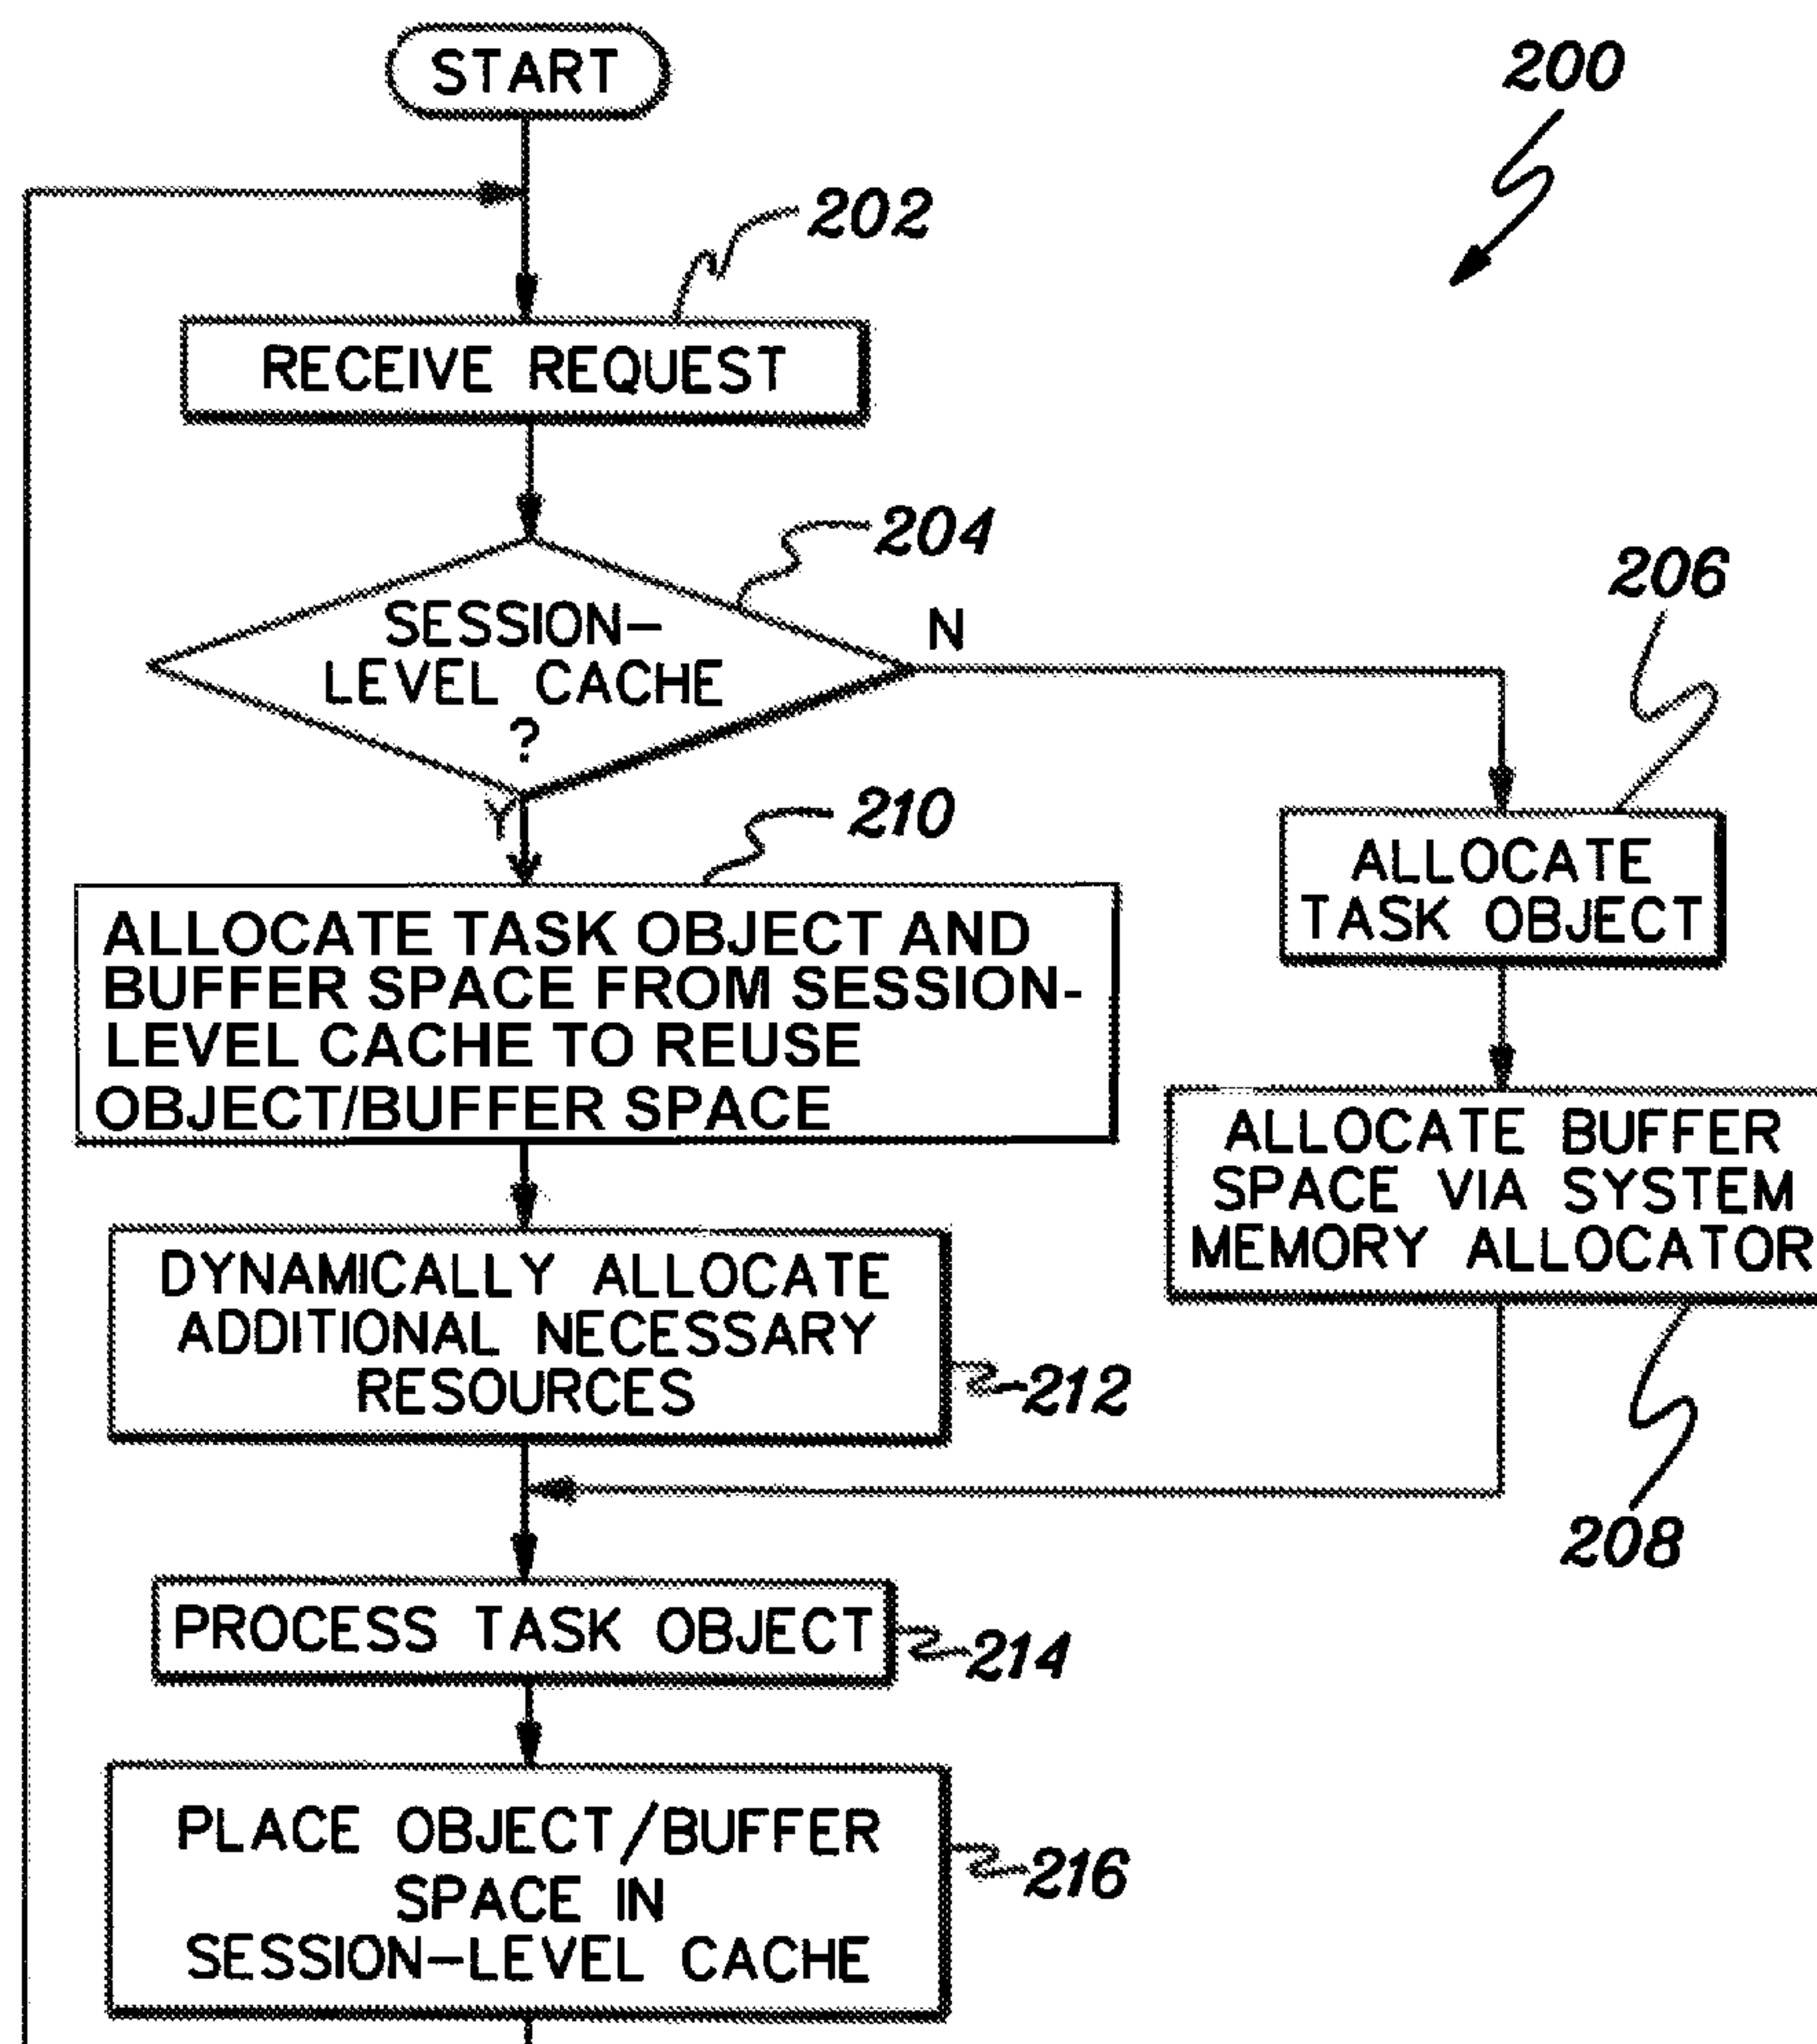 START
200
202
RECEIVE REQUEST
204
SESSION-
LEVEL CACHE
?
N
Y
206
ALLOCATE
TASK OBJECT
210
ALLOCATE TASK OBJECT AND
BUFFER SPACE FROM SESSION-
LEVEL CACHE TO REUSE
OBJECT/BUFFER SPACE
ALLOCATE BUFFER
SPACE VIA SYSTEM
MEMORY ALLOCATOR
208
DYNAMICALLY ALLOCATE
ADDITIONAL NECESSARY
RESOURCES
212
PROCESS TASK OBJECT
214
PLACE OBJECT/BUFFER
SPACE IN
SESSION-LEVEL CACHE
216